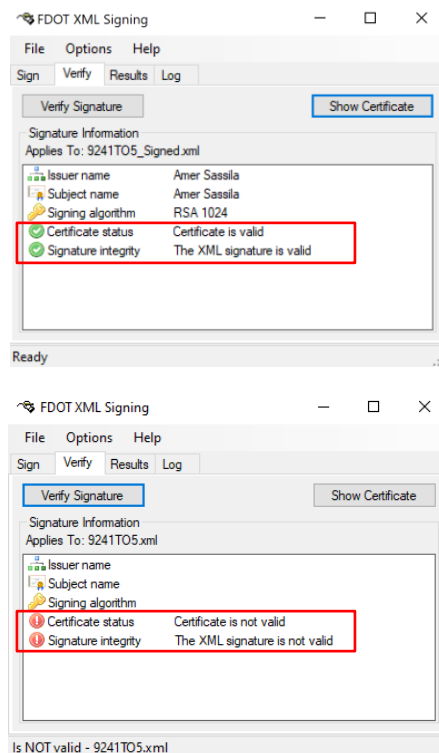 FDOT XML Signing
File Options Help
Sign Verify Results Log
Verify Signature Show Certificate
Signature Information
Applies To: 9241TO5_Signed.xml
Issuer name Amer Sassila
Subject name Amer Sassila
Signing algorithm RSA 1024
Certificate status Certificate is valid
Signature integrity The XML signature is valid
Ready
FDOT XML Signing
File Options Help
Sign Verify Results Log
Verify Signature Show Certificate
Signature Information
Applies To: 9241TO5.xml
Issuer name
Subject name
Signing algorithm
Certificate status Certificate is not valid
Signature integrity The XML signature is not valid
Is NOT valid - 9241TO5.xml